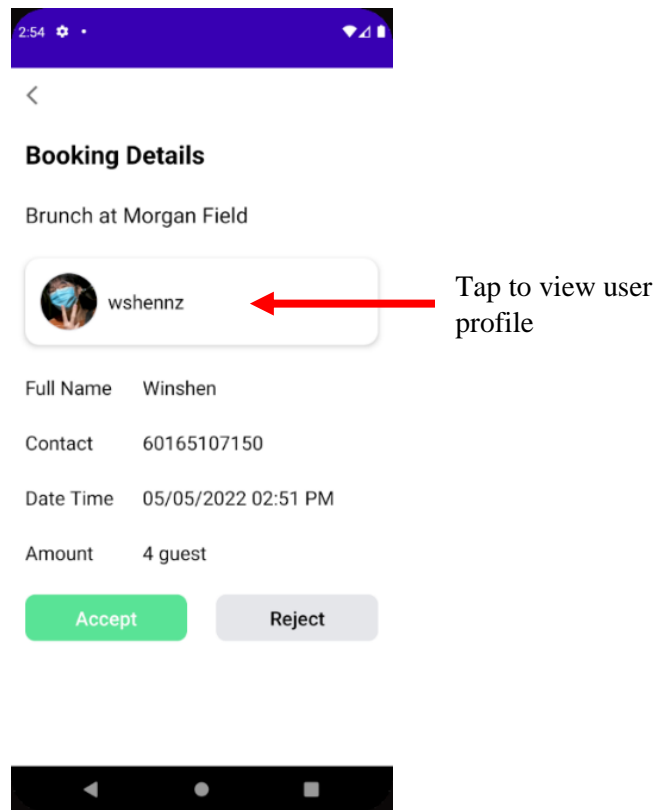 2:54
Booking Details
Brunch at Morgan Field
wshennz
Tap to view user
profile
Full Name Winshen
Contact 60165107150
Date Time 05/05/2022 02:51 PM
Amount 4 guest
Accept Reject